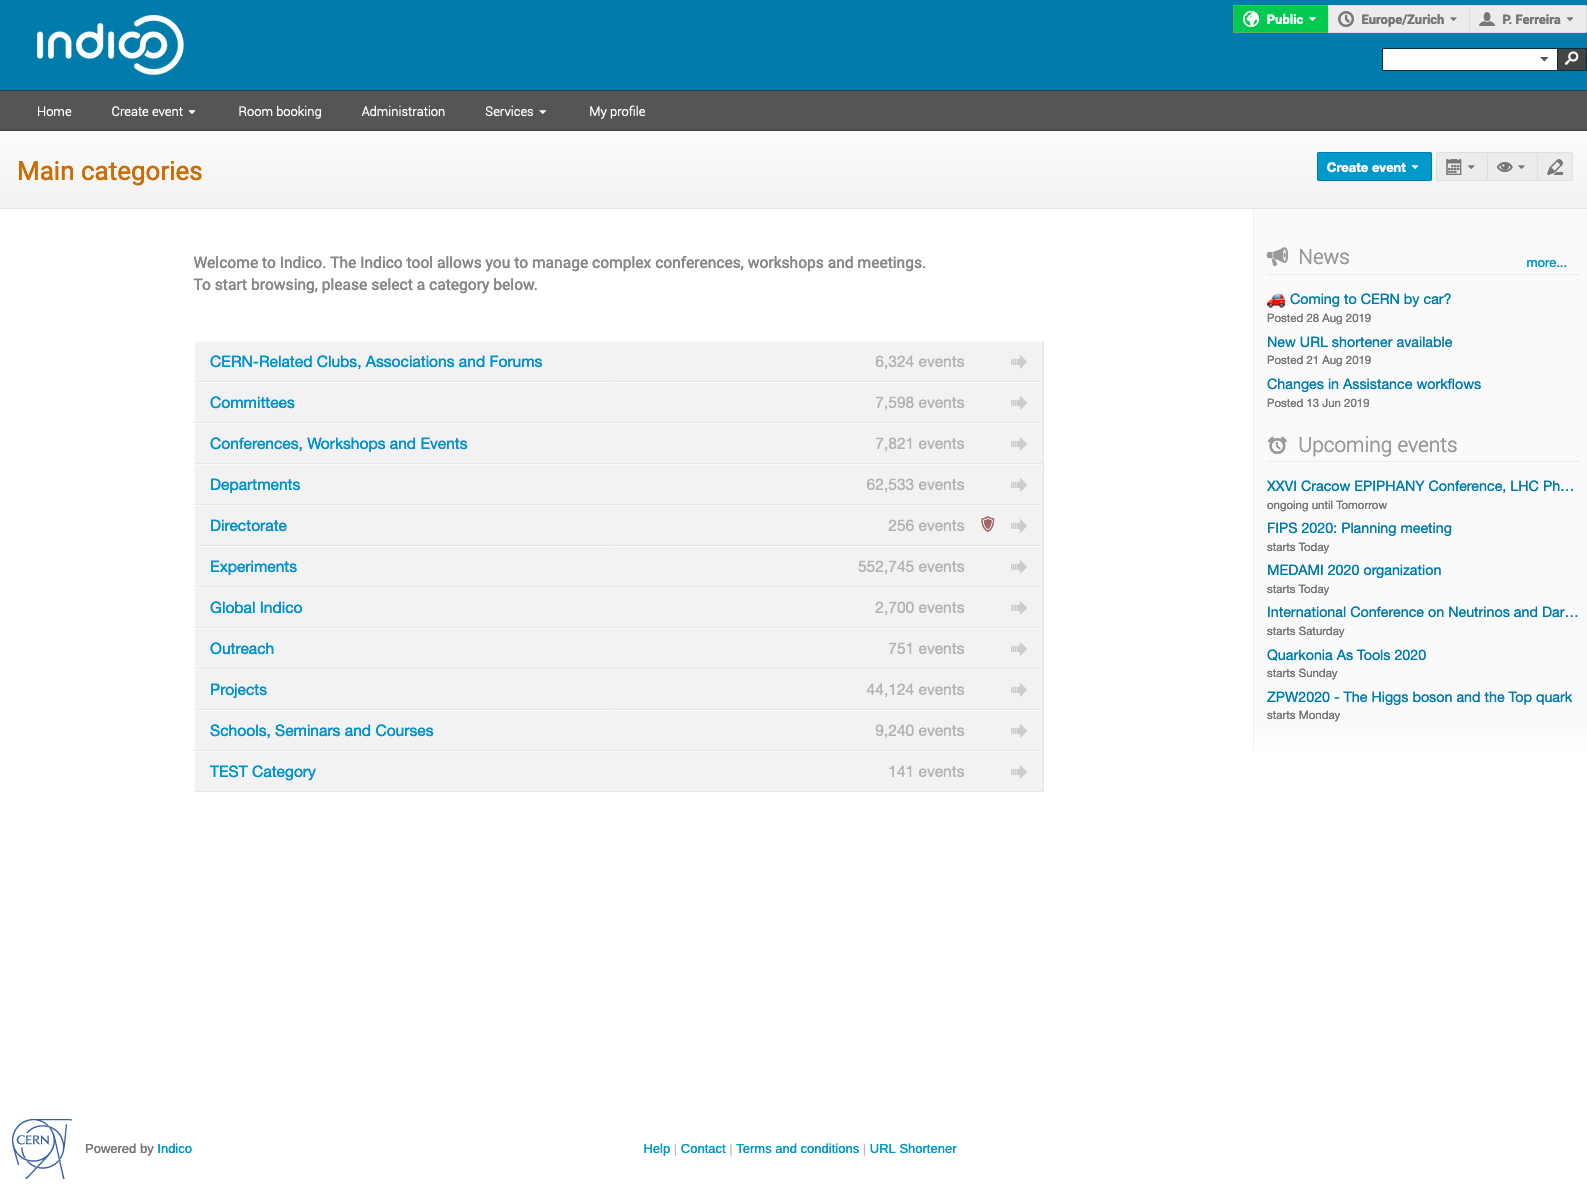 indico
Public
Europe/Zurich
P. Ferreira
Home
Create event
Room booking
Administration
Services
My profile
Main categories
Create event
Welcome to Indico. The Indico tool allows you to manage complex conferences, workshops and meetings.
To start browsing, please select a category below.
CERN-Related Clubs, Associations and Forums 6,324 events
Committees 7,598 events
Conferences, Workshops and Events 7,821 events
Departments 62,533 events
Directorate 256 events
Experiments 552,745 events
Global Indico 2,700 events
Outreach 751 events
Projects 44,124 events
Schools, Seminars and Courses 9,240 events
TEST Category 141 events
News more...
Coming to CERN by car?
Posted 28 Aug 2019
New URL shortener available
Posted 21 Aug 2019
Changes in Assistance workflows
Posted 13 Jun 2019
Upcoming events
XXVI Cracow EPIPHANY Conference, LHC Ph...
ongoing until Tomorrow
FIPS 2020: Planning meeting
starts Today
MEDAMI 2020 organization
starts Today
International Conference on Neutrinos and Dar...
starts Saturday
Quarkonia As Tools 2020
starts Sunday
ZPW2020 - The Higgs boson and the Top quark
starts Monday
CERN
Powered by Indico
Help | Contact | Terms and conditions | URL Shortener